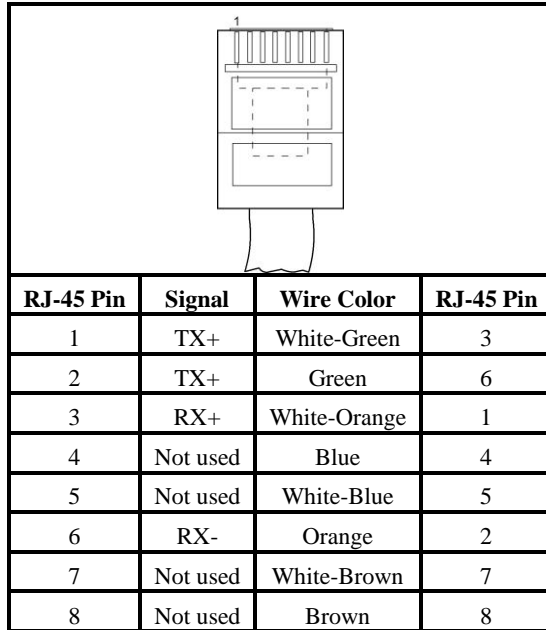 1
RJ-45 Pin Signal Wire Color RJ-45 Pin
1 TX+ White-Green 3
2 TX+ Green 6
3 RX+ White-Orange 1
4 Not used Blue 4
5 Not used White-Blue 5
6 RX- Orange 2
7 Not used White-Brown 7
8 Not used Brown 8